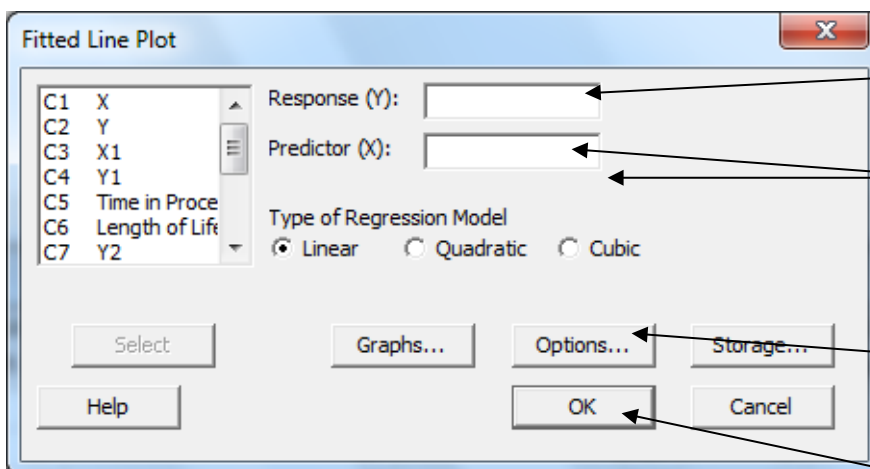 Fitted Line Plot
C1 X
C2 Y
C3 X1
C4 Y1
C5 Time in Proce
C6 Length of Life
C7 Y2
Response (Y):
Predictor (X):
Type of Regression Model
Linear Quadratic Cubic
Select Graphs... Options... Storage...
Help OK Cancel